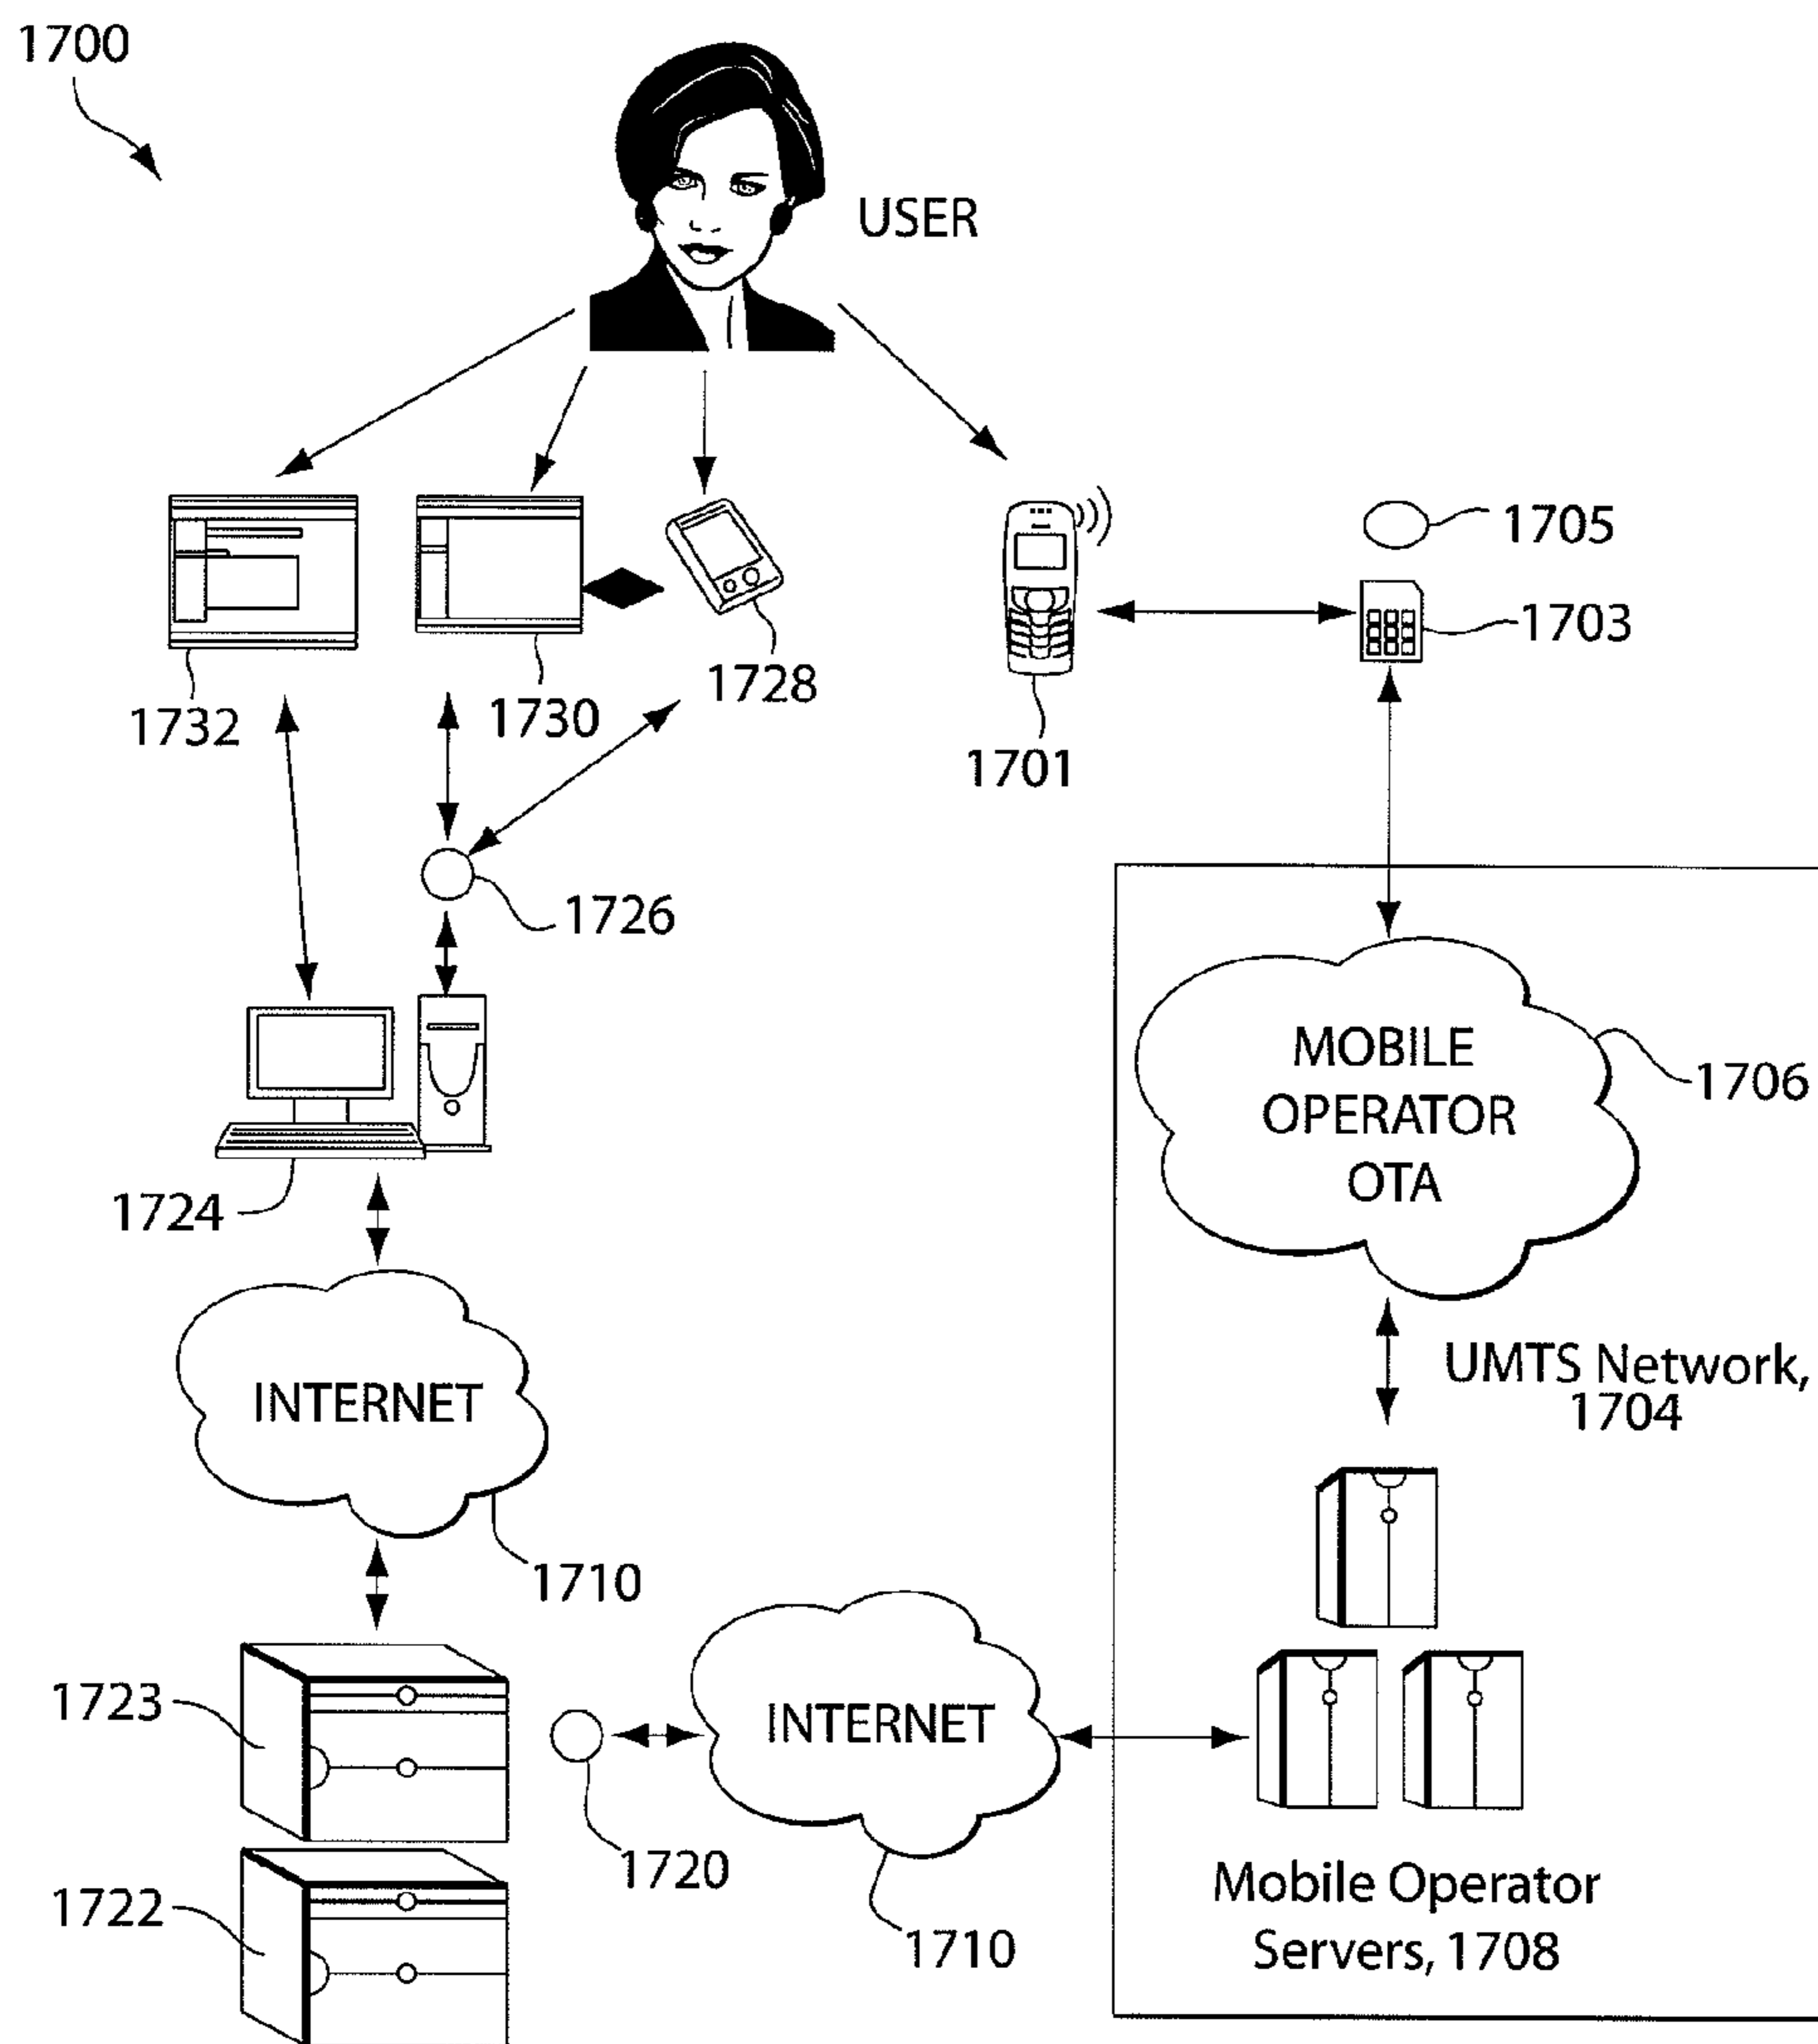 1700
USER
1705
1703
1728
1732
1730
1701
1726
MOBILE
OPERATOR
OTA
1706
1724
UMTS Network,
1704
INTERNET
1710
1723
INTERNET
1720
1722
1710
Mobile Operator
Servers, 1708